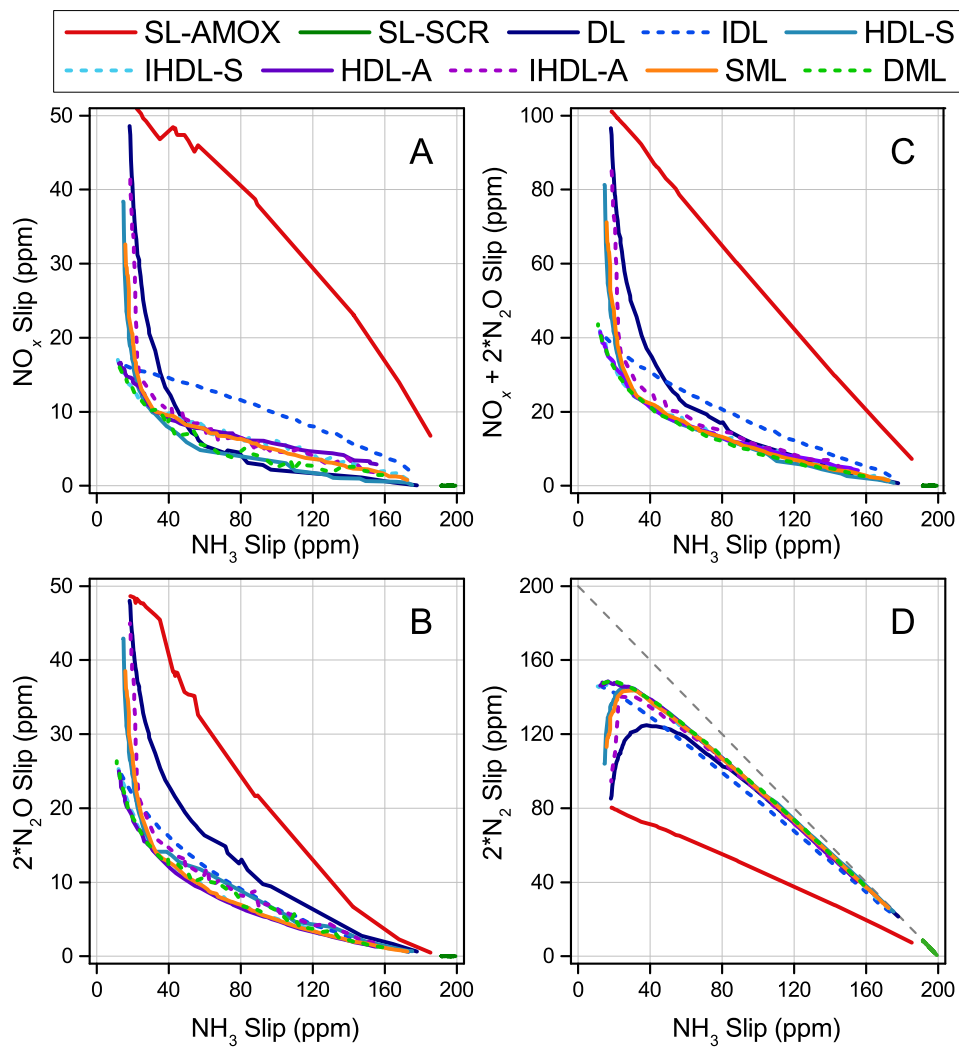 SL-AMOX SL-SCR DL IDL HDL-S
IHDL-S HDL-A IHDL-A SML DML
A
NOx Slip (ppm)
50
40
30
20
10
0
0 40 80 120 160 200
NH3 Slip (ppm)
C
NOx + 2*N2O Slip (ppm)
100
80
60
40
20
0
0 40 80 120 160 200
NH3 Slip (ppm)
B
2*N2O Slip (ppm)
50
40
30
20
10
0
0 40 80 120 160 200
NH3 Slip (ppm)
D
2*N2 Slip (ppm)
200
160
120
80
40
0
0 40 80 120 160 200
NH3 Slip (ppm)